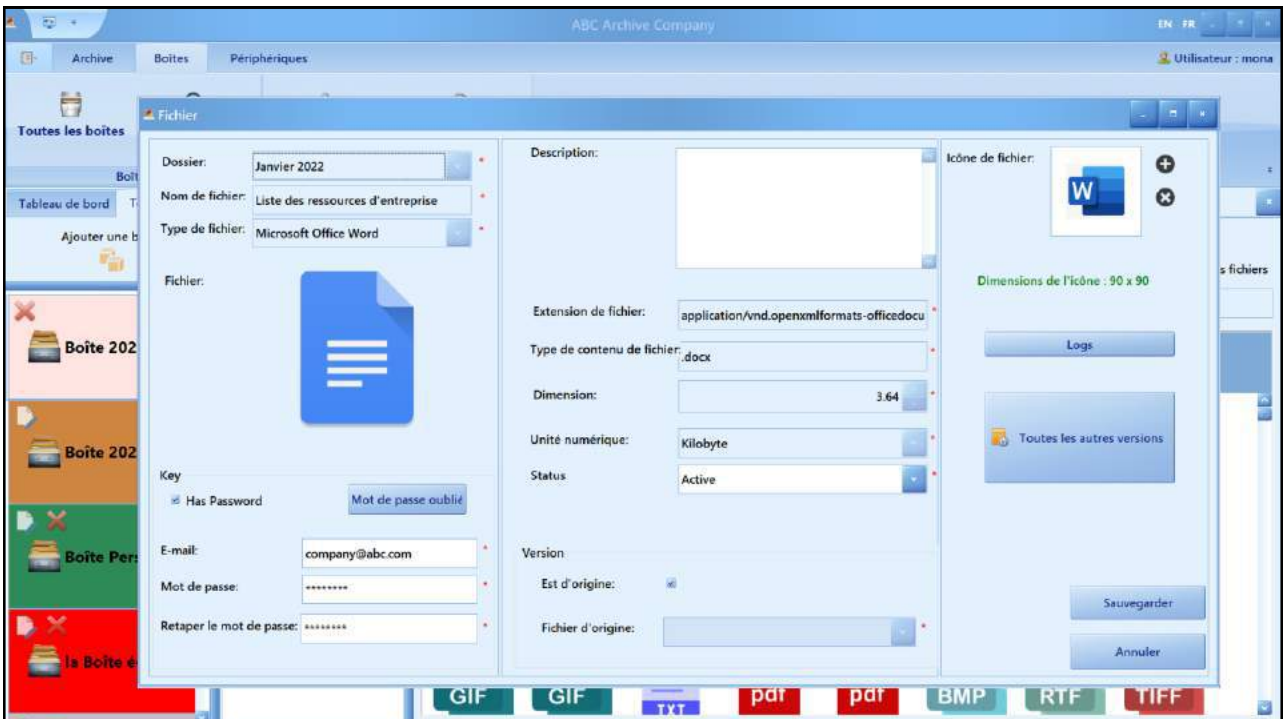 ABC Archive Company
EN FR
Archive
Boîtes
Périphériques
Utilisateur : mona
Toutes les boîtes
Tableau de bord
Ajouter une
s fichiers
Boîte 202
Boîte 202
Boîte Pers
la Boîte
Fichier
Dossier:
Janvier 2022
*
Nom de fichier:
Liste des ressources d'entreprise
*
Type de fichier:
Microsoft Office Word
*
Fichier:
Key
Has Password
Mot de passe oublié
E-mail:
company@abc.com
*
Mot de passe:
********
*
Retaper le mot de passe:
********
*
Description:
Extension de fichier:
application/vnd.openxmlformats-officedocu
*
Type de contenu de fichier:
.docx
*
Dimension:
3.64
*
Unité numérique:
Kilobyte
*
Status
Active
*
Version
Est d'origine:
Fichier d'origine:
*
Icône de fichier:
W
Dimensions de l'icône : 90 x 90
Logs
Toutes les autres versions
Sauvegarder
Annuler
GIF
GIF
TXT
pdf
pdf
BMP
RTF
TIFF